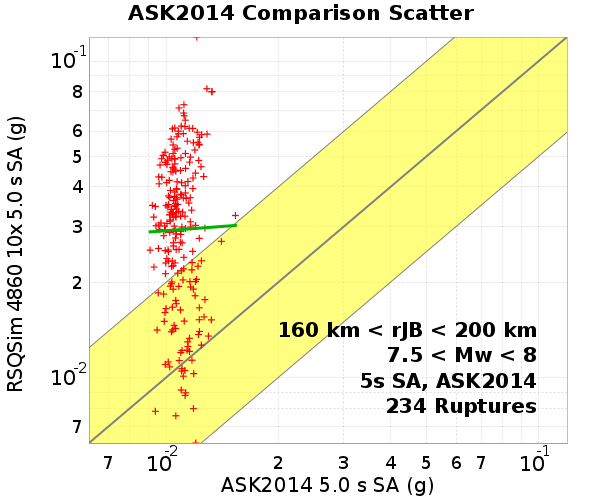 ASK2014 Comparison Scatter
RSQSim 4860 10x 5.0 s SA (g)
10-1
8
6
5
4
3
2
10-2
7
160 km < rJB < 200 km
7.5 < Mw < 8
5s SA, ASK2014
234 Ruptures
7 10-2 2 3 4 5 6 7 10-1
ASK2014 5.0 s SA (g)